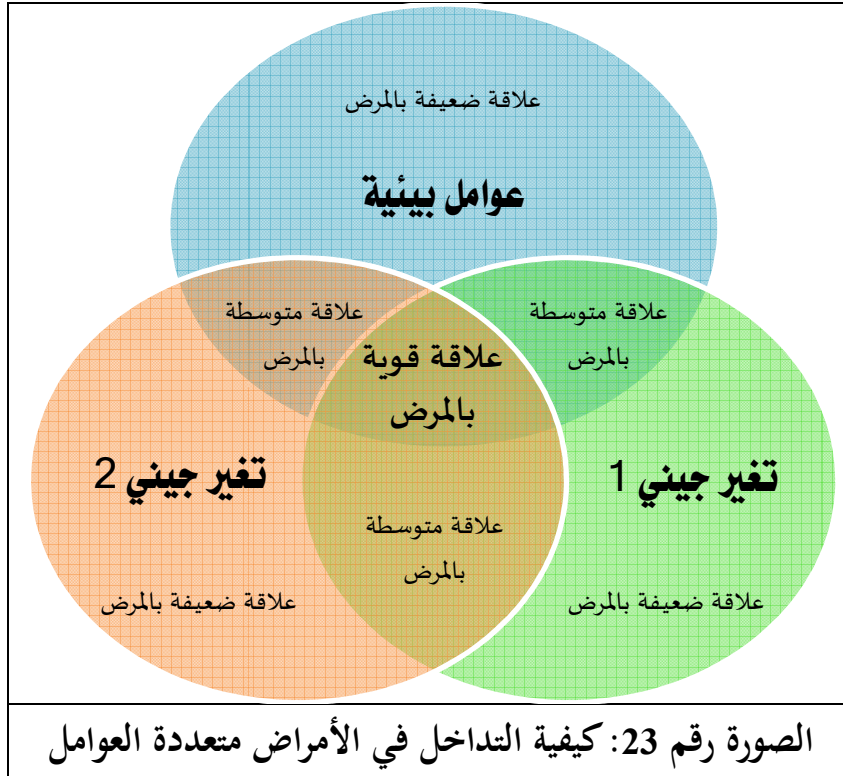 علاقة ضعيفة بالمرض
عوامل بيئية
علاقة متوسطة
بالمرض
علاقة متوسطة
بالمرض
علاقة قوية
بالمرض
تغير جيني 1
تغير جيني 2
علاقة متوسطة
بالمرض
علاقة ضعيفة بالمرض
علاقة ضعيفة بالمرض
الصورة رقم 23: كيفية التداخل في الأمراض متعددة العوامل